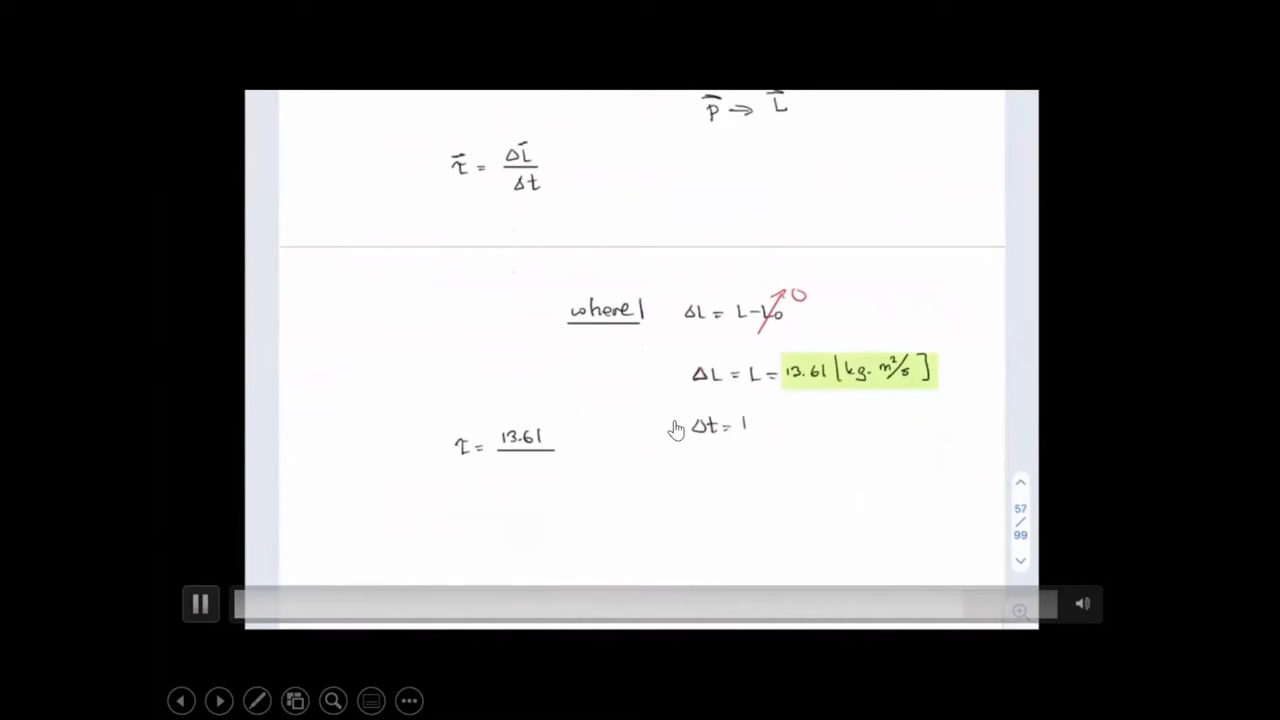 p̄ → L̄
τ̄ = ΔL̄ / Δt
where| ΔL = L - L₀ 0
ΔL = L = 13.61 [kg. m²/s]
Δt = 1
τ = 13.61
57
/
99